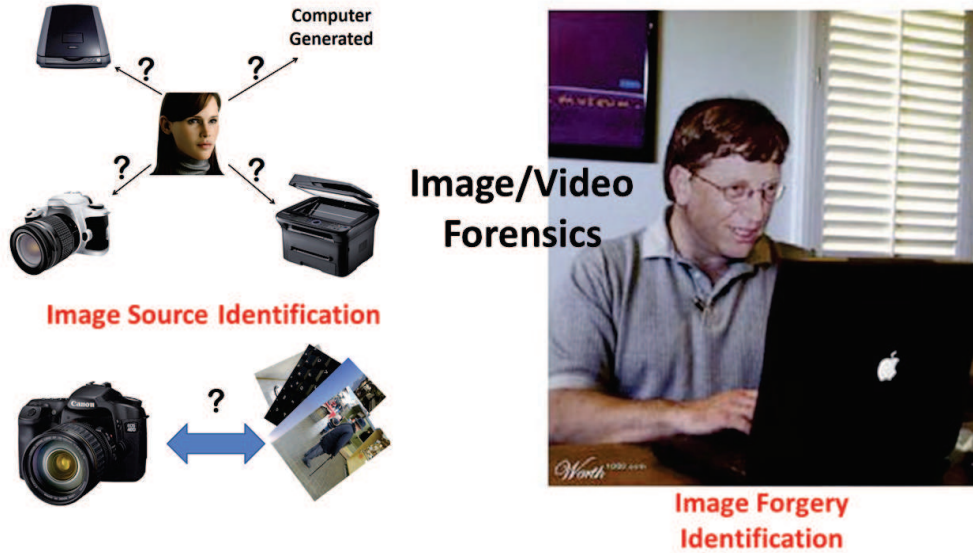 Computer
Generated
?
?
?
?
Image/Video
Forensics
Image Source Identification
Canon
?
Worth1000.com
Image Forgery
Identification